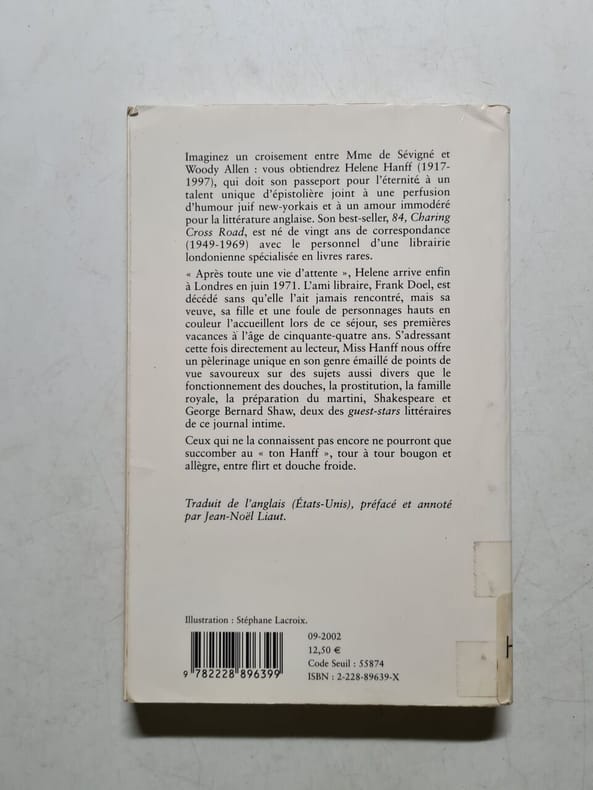 Imaginez un croisement entre Mme de Sévigné et
Woody Allen : vous obtiendrez Helene Hanff (1917-
1997), qui doit son passeport pour l'éternité à un
talent unique d'épistolière joint à une perfusion
d'humour juif new-yorkais et à un amour immodéré
pour la littérature anglaise. Son best-seller, 84, Charing
Cross Road, est né de vingt ans de correspondance
(1949-1969) avec le personnel d'une librairie
londonienne spécialisée en livres rares.
« Après toute une vie d'attente », Helene arrive enfin
à Londres en juin 1971. L'ami libraire, Frank Doel, est
décédé sans qu'elle l'ait jamais rencontré, mais sa
veuve, sa fille et une foule de personnages hauts en
couleur l'accueillent lors de ce séjour, ses premières
vacances à l'âge de cinquante-quatre ans. S'adressant
cette fois directement au lecteur, Miss Hanff nous offre
un pèlerinage unique en son genre émaillé de points de
vue savoureux sur des sujets aussi divers que le
fonctionnement des douches, la prostitution, la famille
royale, la préparation du martini, Shakespeare et
George Bernard Shaw, deux des guest-stars littéraires
de ce journal intime.
Ceux qui ne la connaissent pas encore ne pourront que
succomber au « ton Hanff », tour à tour bougon et
allègre, entre flirt et douche froide.
Traduit de l'anglais (États-Unis), préfacé et annoté
par Jean-Noël Liaut.
Illustration : Stéphane Lacroix.
09-2002
12,50 €
Code Seuil : 55874
ISBN : 2-228-89639-X
9 782228 896399
H